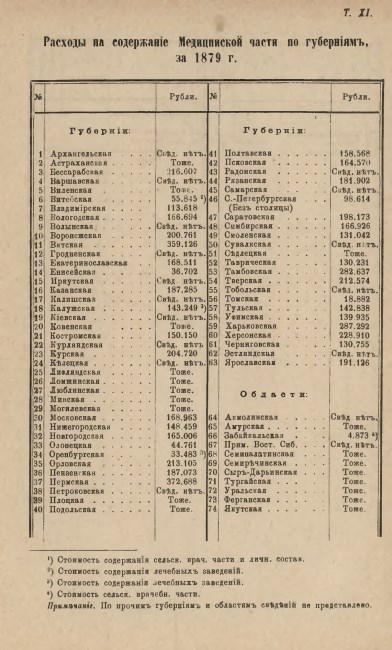 Т. XI.
Расходы на содержаніе Медицинской части по губерніямъ,
за 1879 г.
№ Рубли. № Рубли.
Губерніи:
1 Архангельская Свѣд. нѣтъ.
2 Астраханская Тоже.
3 Бессарабская 216.607
4 Варшавская Свѣд. нѣтъ.
5 Виленская Тоже.
6 Витебская 55.845 ¹)
7 Владимірская 113.618
8 Вологодская 166.694
9 Волынская Свѣд. нѣтъ.
10 Воронежская 200.761
11 Вятская 359.126
12 Гродненская Свѣд. нѣтъ.
13 Екатеринославская 168.511
14 Енисейская 36.702
15 Иркутская Свѣд. нѣтъ.
16 Казанская 187.285
17 Калишская Свѣд. нѣтъ.
18 Калужская 143.249 ²)
19 Кіевская Свѣд. нѣтъ.
20 Ковенская Тоже.
21 Костромская 150.150
22 Курляндская Свѣд. нѣтъ.
23 Курская 204.720
24 Кѣлецкая Свѣд. нѣтъ.
25 Лифляндская Тоже.
26 Ломжинская Тоже.
27 Люблинская Тоже.
28 Минская Тоже.
29 Могилевская Тоже.
30 Московская 168.963
31 Нижегородская 148.459
32 Новгородская 165.006
33 Олонецкая 44.761
34 Оренбургская 33.483 ³)
35 Орловская 213.105
36 Пензенская 187.073
37 Пермская 372.688
38 Петроковская Свѣд. нѣтъ.
39 Плоцкая Тоже.
40 Подольская Тоже.
Губерніи:
41 Полтавская 158.568
42 Псковская 164.570
43 Радомская Свѣд. нѣтъ.
44 Рязанская 181.902
45 Самарская Свѣд. нѣтъ.
46 С.-Петербургская 98.614
(Безъ столицы)
47 Саратовская 198.173
48 Симбирская 166.926
49 Смоленская 131.042
50 Сувалкская Свѣд. нѣтъ.
51 Сѣдлецкая Тоже.
52 Таврическая 130.231
53 Тамбовская 282.637
54 Тверская 212.574
55 Тобольская Свѣд. нѣтъ.
56 Томская 18.882
57 Тульская 142.838
58 Уфимская 139.935
59 Харьковская 287.292
60 Херсонская 228.910
61 Черниговская 130.755
62 Эстляндская Свѣд. нѣтъ.
63 Ярославская 191.126
Области:
64 Акмолинская Свѣд. нѣтъ.
65 Амурская Тоже.
66 Забайкальская 4.873 ⁴)
67 Прим. Вост. Сиб. Свѣд. нѣтъ.
68 Семипалатинская Тоже.
69 Семирѣчинская Тоже.
70 Сыръ-Дарьинская Тоже.
71 Тургайская Тоже.
72 Уральская Тоже.
73 Ферганская Тоже.
74 Якутская Тоже.
¹) Стоимость содержанія сельск. врач. части и личн. состав.
²) Стоимость содержанія лечебныхъ заведеній.
³) Стоимость содержанія лечебныхъ заведеній.
⁴) Стоимость сельск. врачебн. части.
Примѣчаніе. По прочимъ губерніямъ и областямъ свѣдѣній не представлено.